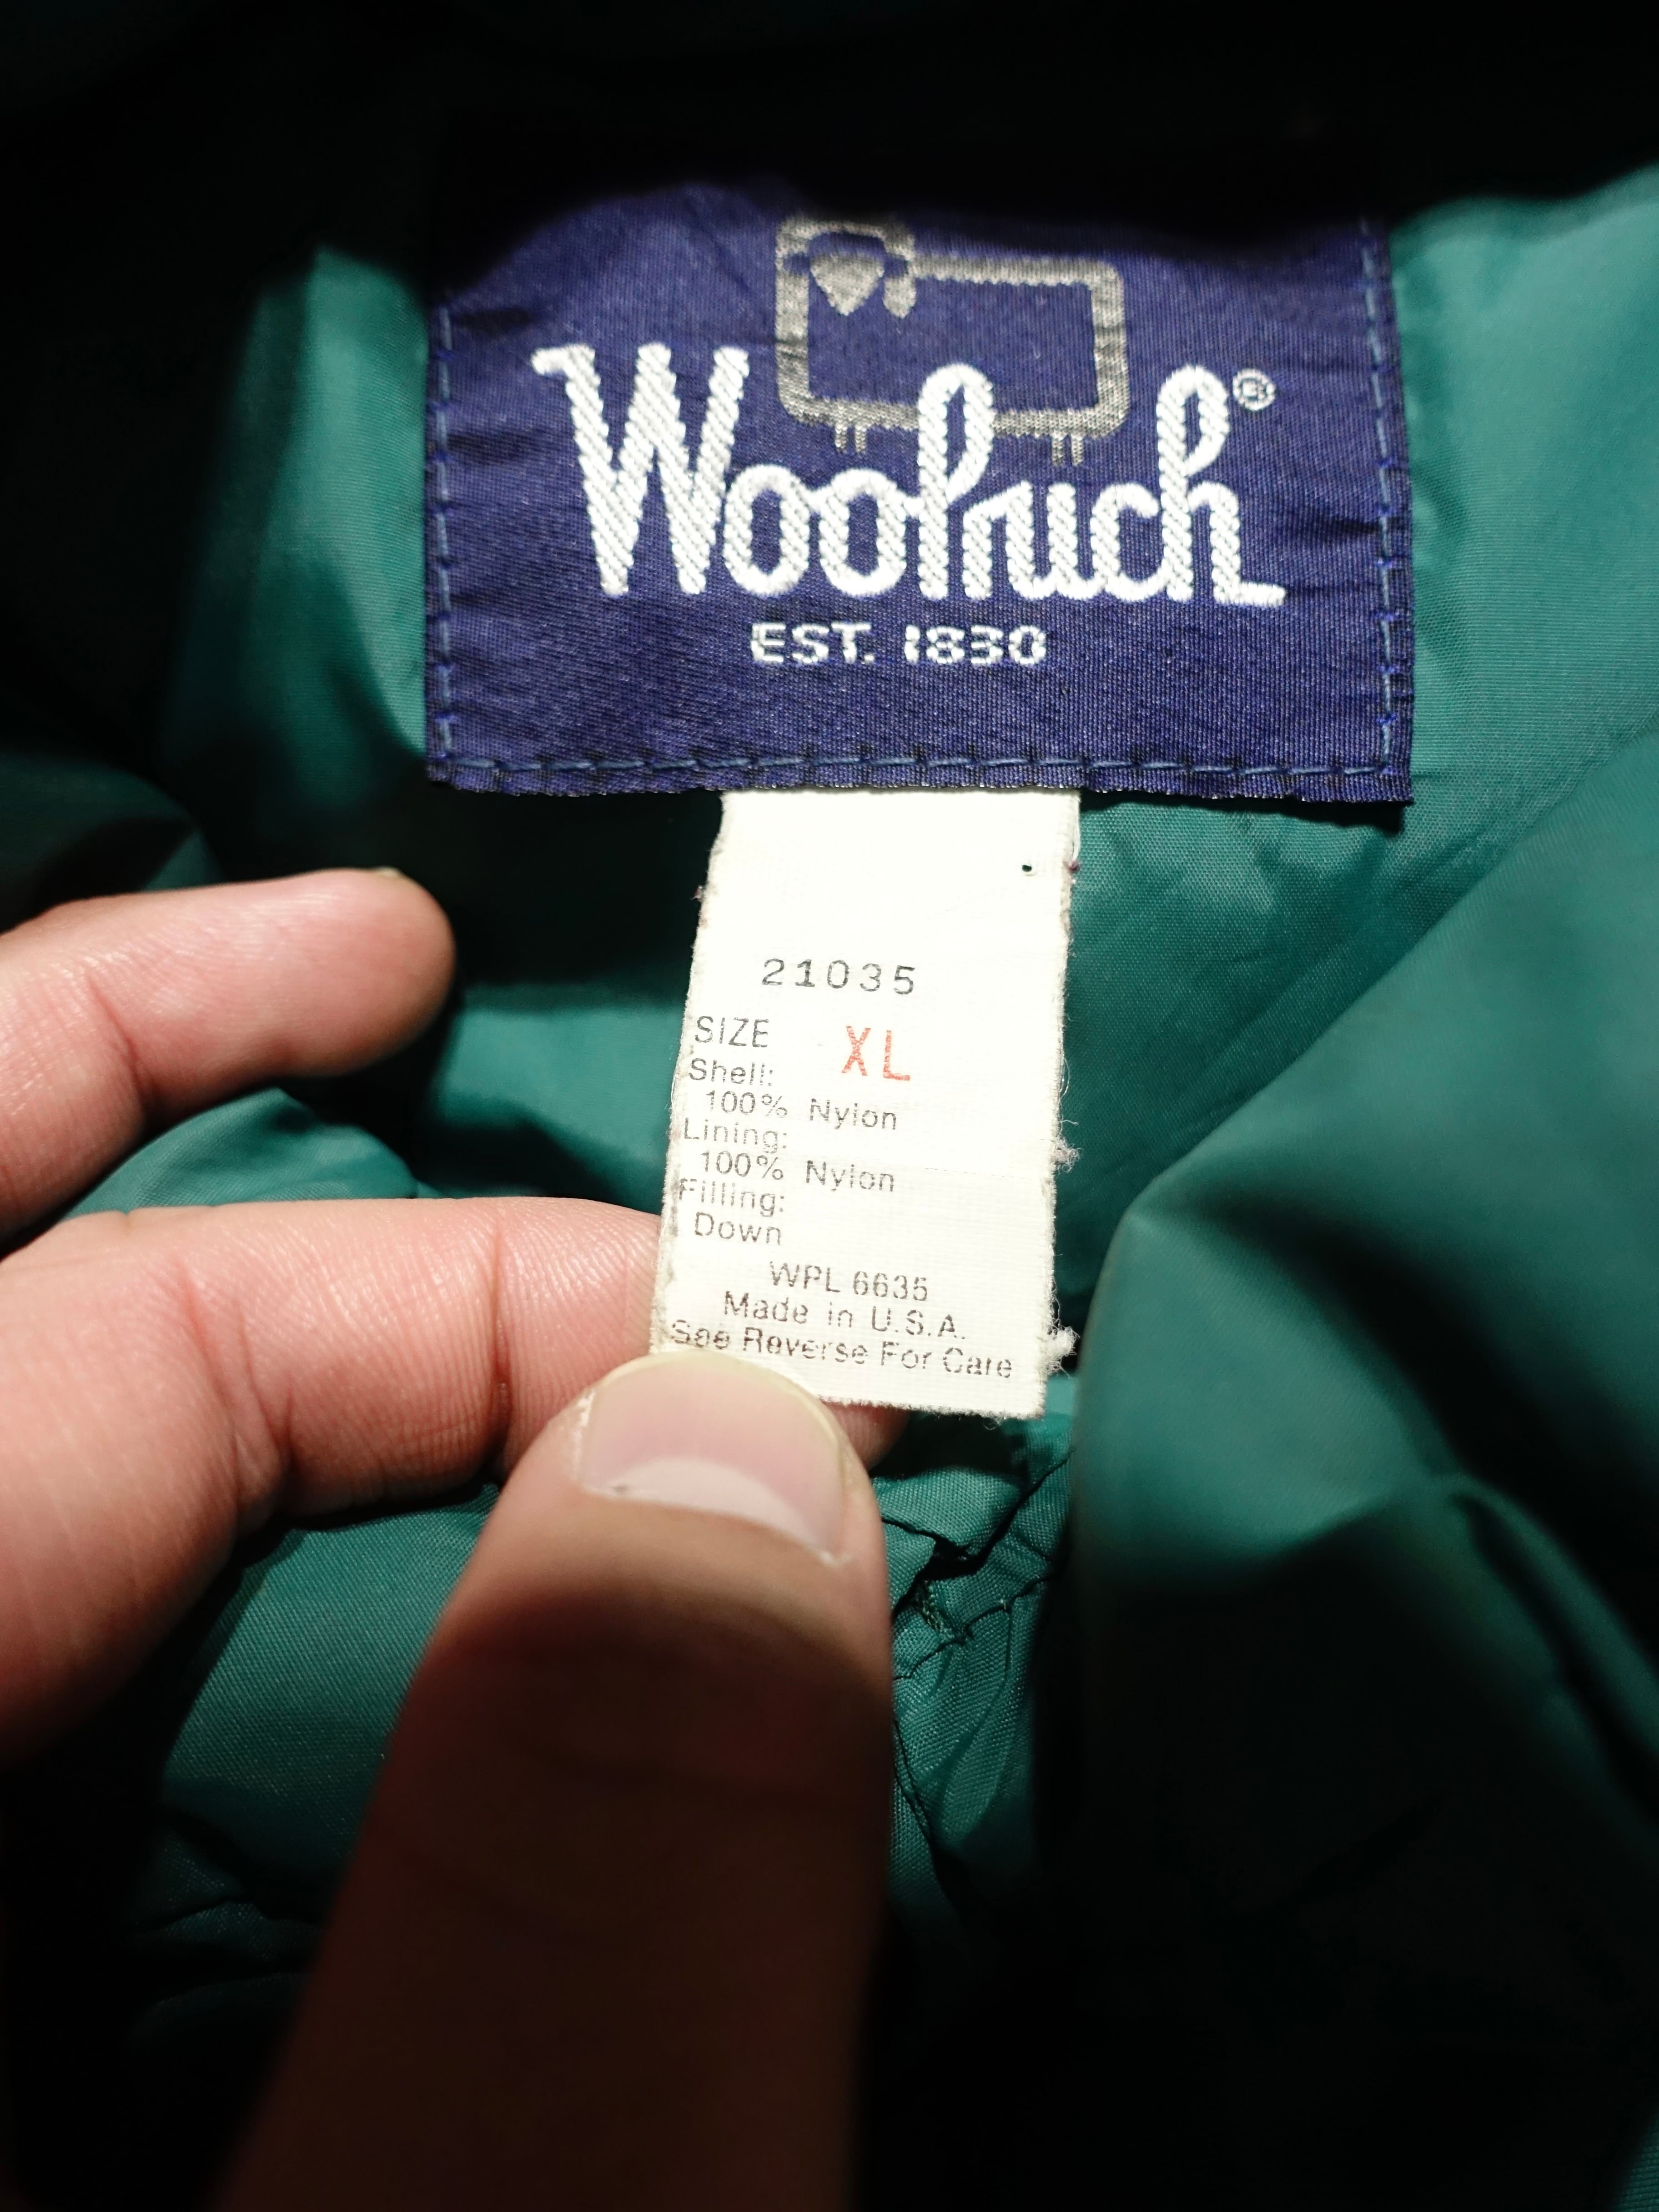 Woolrich®
EST. 1830
21035
SIZE XL
Shell:
100% Nylon
Lining:
100% Nylon
Filling:
Down
WPL 6635
Made in U.S.A.
See Reverse For Care